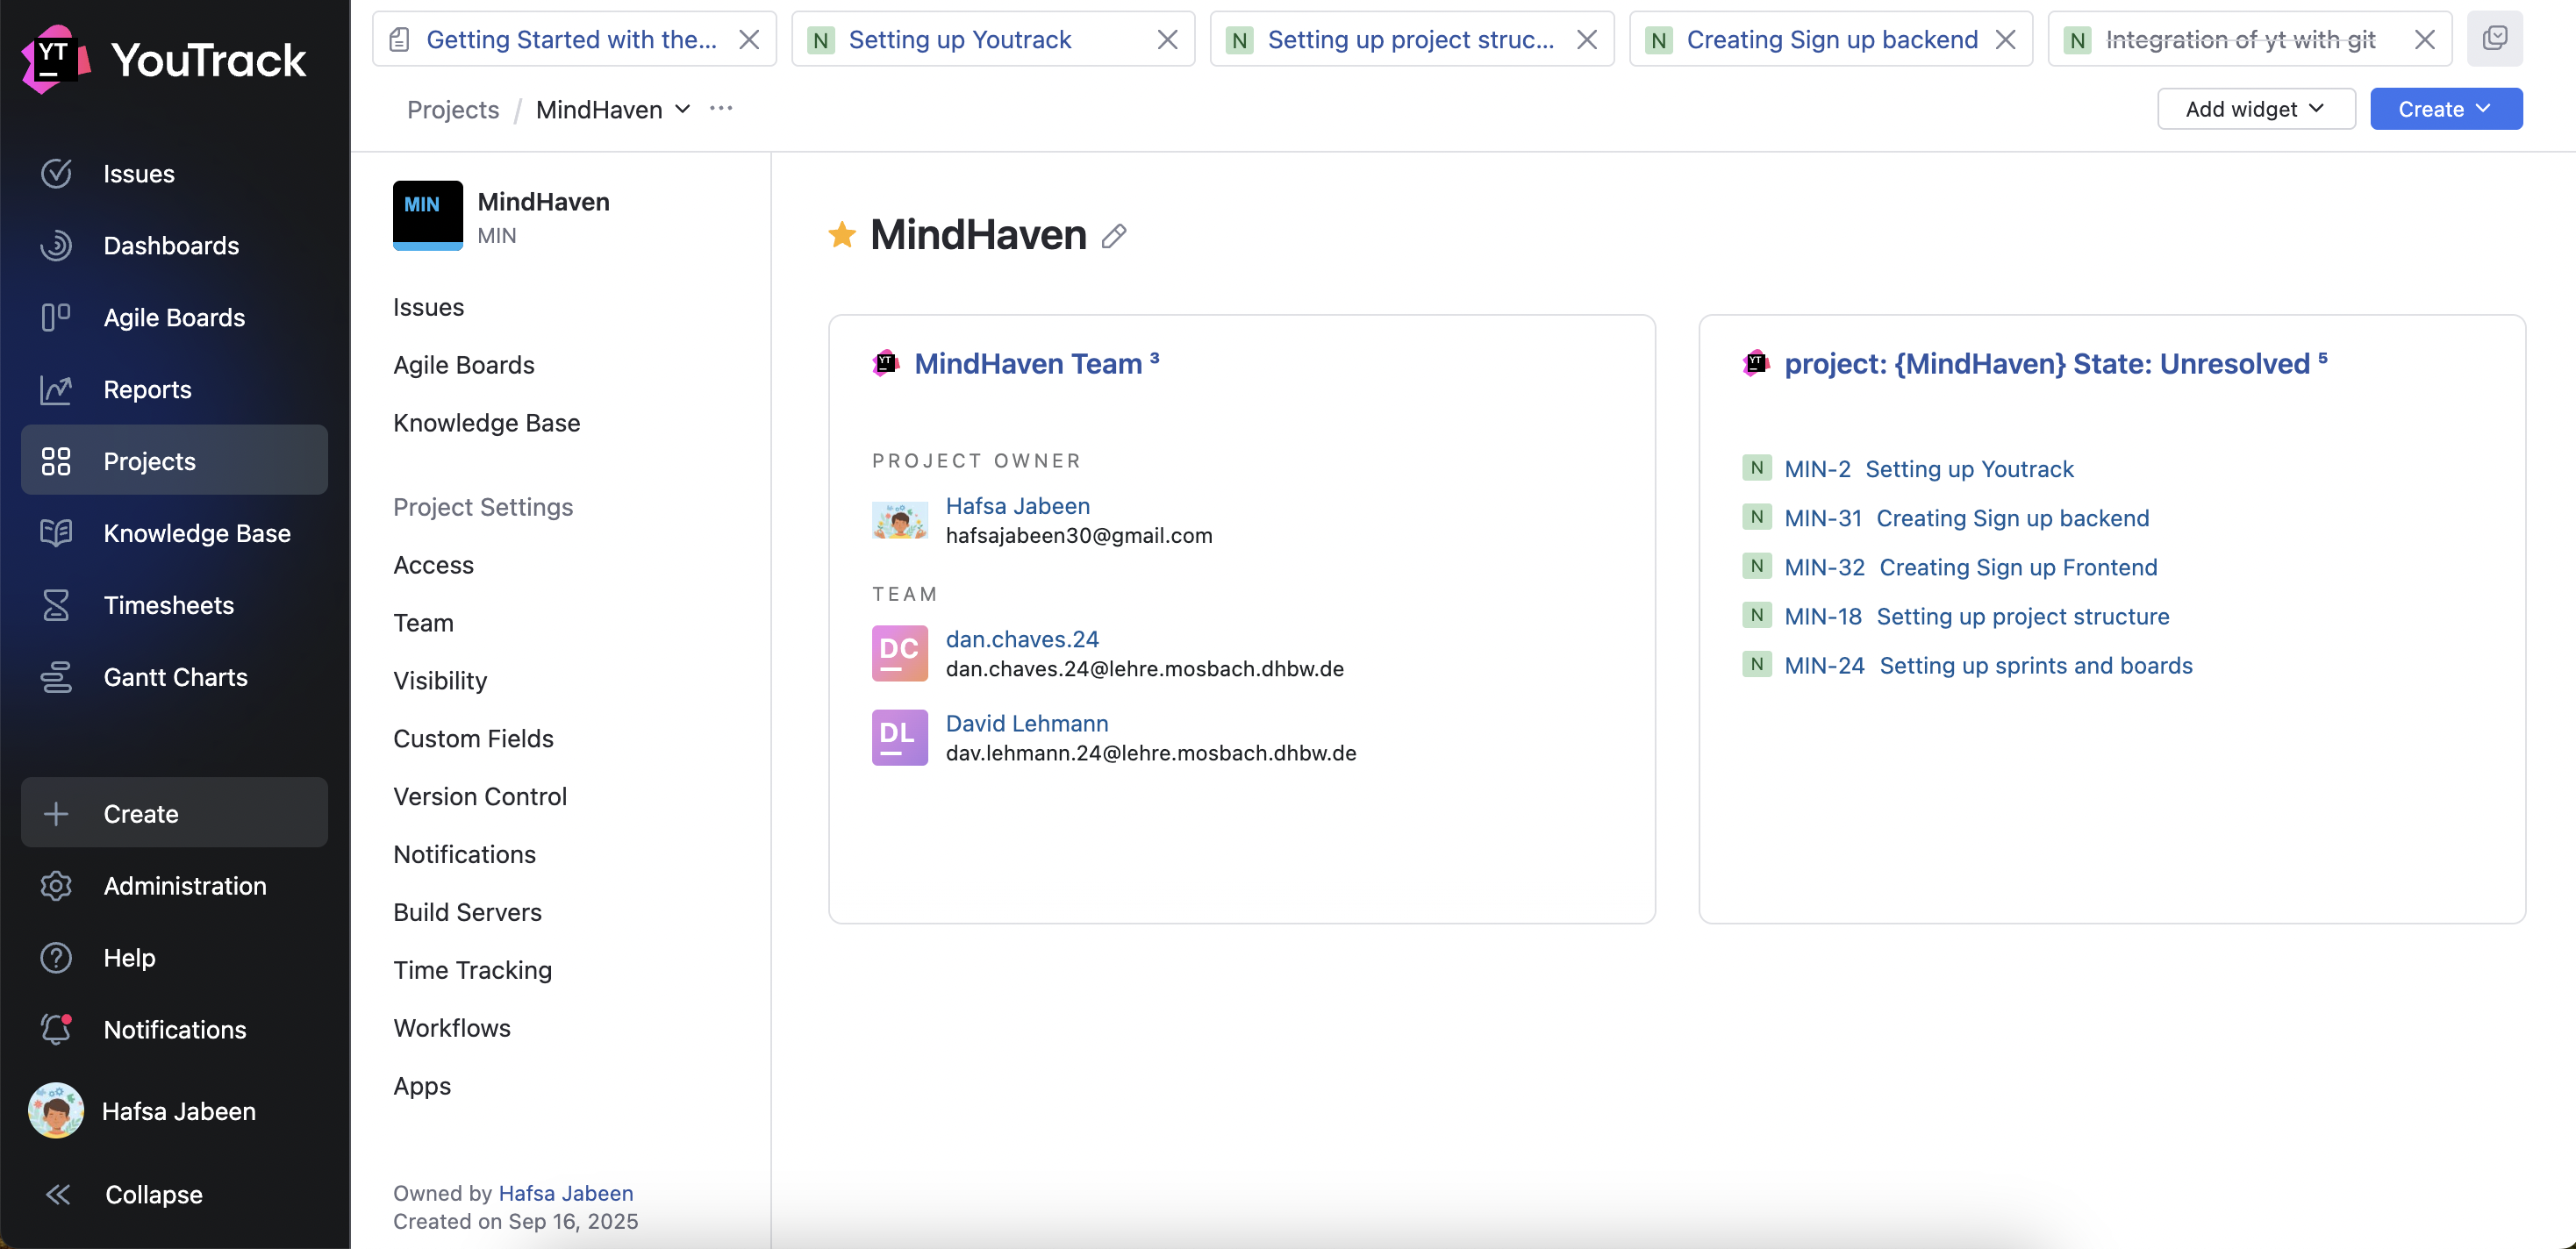 YT YouTrack
Issues
Dashboards
Agile Boards
Reports
Projects
Knowledge Base
Timesheets
Gantt Charts
Create
Administration
Help
Notifications
Hafsa Jabeen
Collapse
Getting Started with the...
N Setting up Youtrack
N Setting up project struc...
N Creating Sign up backend
N Integration of yt with git
Projects / MindHaven ...
Add widget
Create
MIN MindHaven
MIN
Issues
Agile Boards
Knowledge Base
Project Settings
Access
Team
Visibility
Custom Fields
Version Control
Notifications
Build Servers
Time Tracking
Workflows
Apps
Owned by Hafsa Jabeen
Created on Sep 16, 2025
MindHaven
YT MindHaven Team ³
PROJECT OWNER
Hafsa Jabeen
hafsajabeen30@gmail.com
TEAM
DC dan.chaves.24
dan.chaves.24@lehre.mosbach.dhbw.de
DL David Lehmann
dav.lehmann.24@lehre.mosbach.dhbw.de
YT project: {MindHaven} State: Unresolved ⁵
N MIN-2 Setting up Youtrack
N MIN-31 Creating Sign up backend
N MIN-32 Creating Sign up Frontend
N MIN-18 Setting up project structure
N MIN-24 Setting up sprints and boards